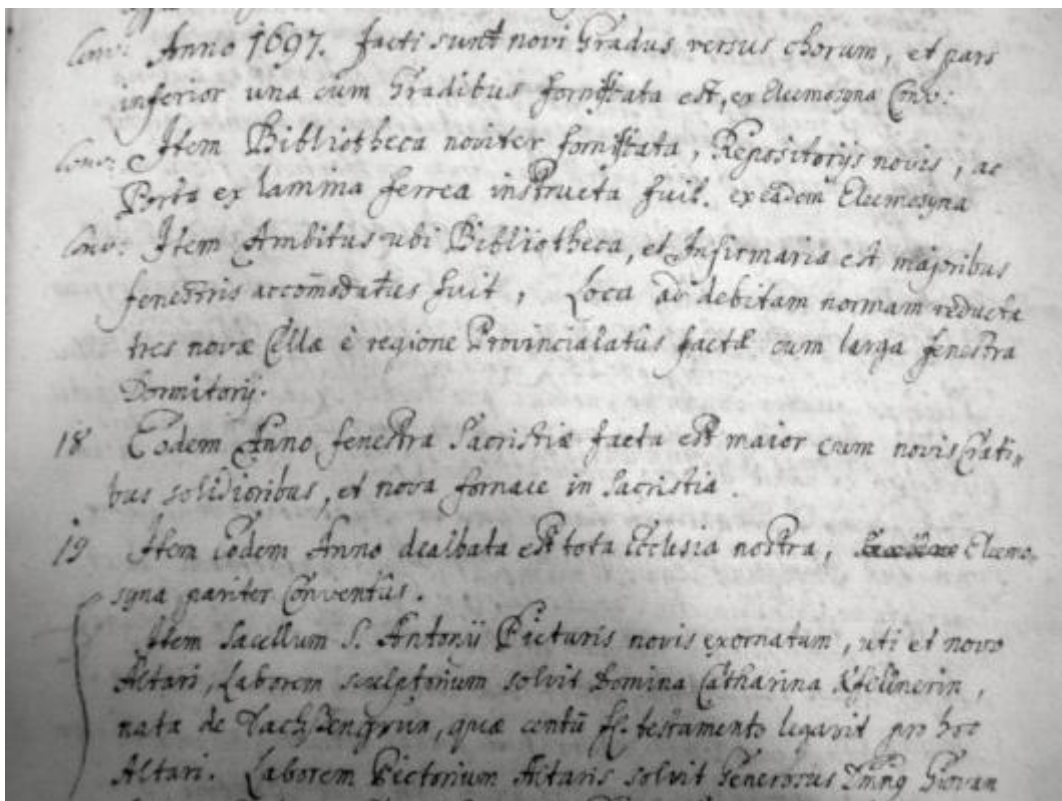 Conv: Anno 1697. facti sunt novi Gradus versus chorum, et pars
inferior una cum Gradibus est, ex Eleemosyna Conv:
Conv: Item Bibliotheca noviter, Repositorijs novis, ac
Porta ex lamina ferrea instructa fuit. ex eadem Eleemosyna
Conv: Item Ambitus ubi Bibliotheca, et Infirmaria est majoribus
fenestris accom̄odatus fuit, Loca ad debitam normam reducta
tres novæ Cellæ è regione Provincialatus factæ cum larga fenestra
Dormitorij.
18 Eodem Anno fenestra Sacristiæ facta est maior cum novis Crati=
bus solidioribus, et nova fornace in Sacristia.
19 Item Eodem Anno dealbata est tota Ecclesia nostra, Eleemo=
syna pariter Conventûs.
Item Sacellum S. Antonij Picturis novis exornatum, uti et novo
Altari, Laborem sculptorium solvit Domina Catharina,
nata de, quæ centū fl. testamento legavit pro hoc
Altari. Laborem Pictorium Altaris solvit Generosus Giovan